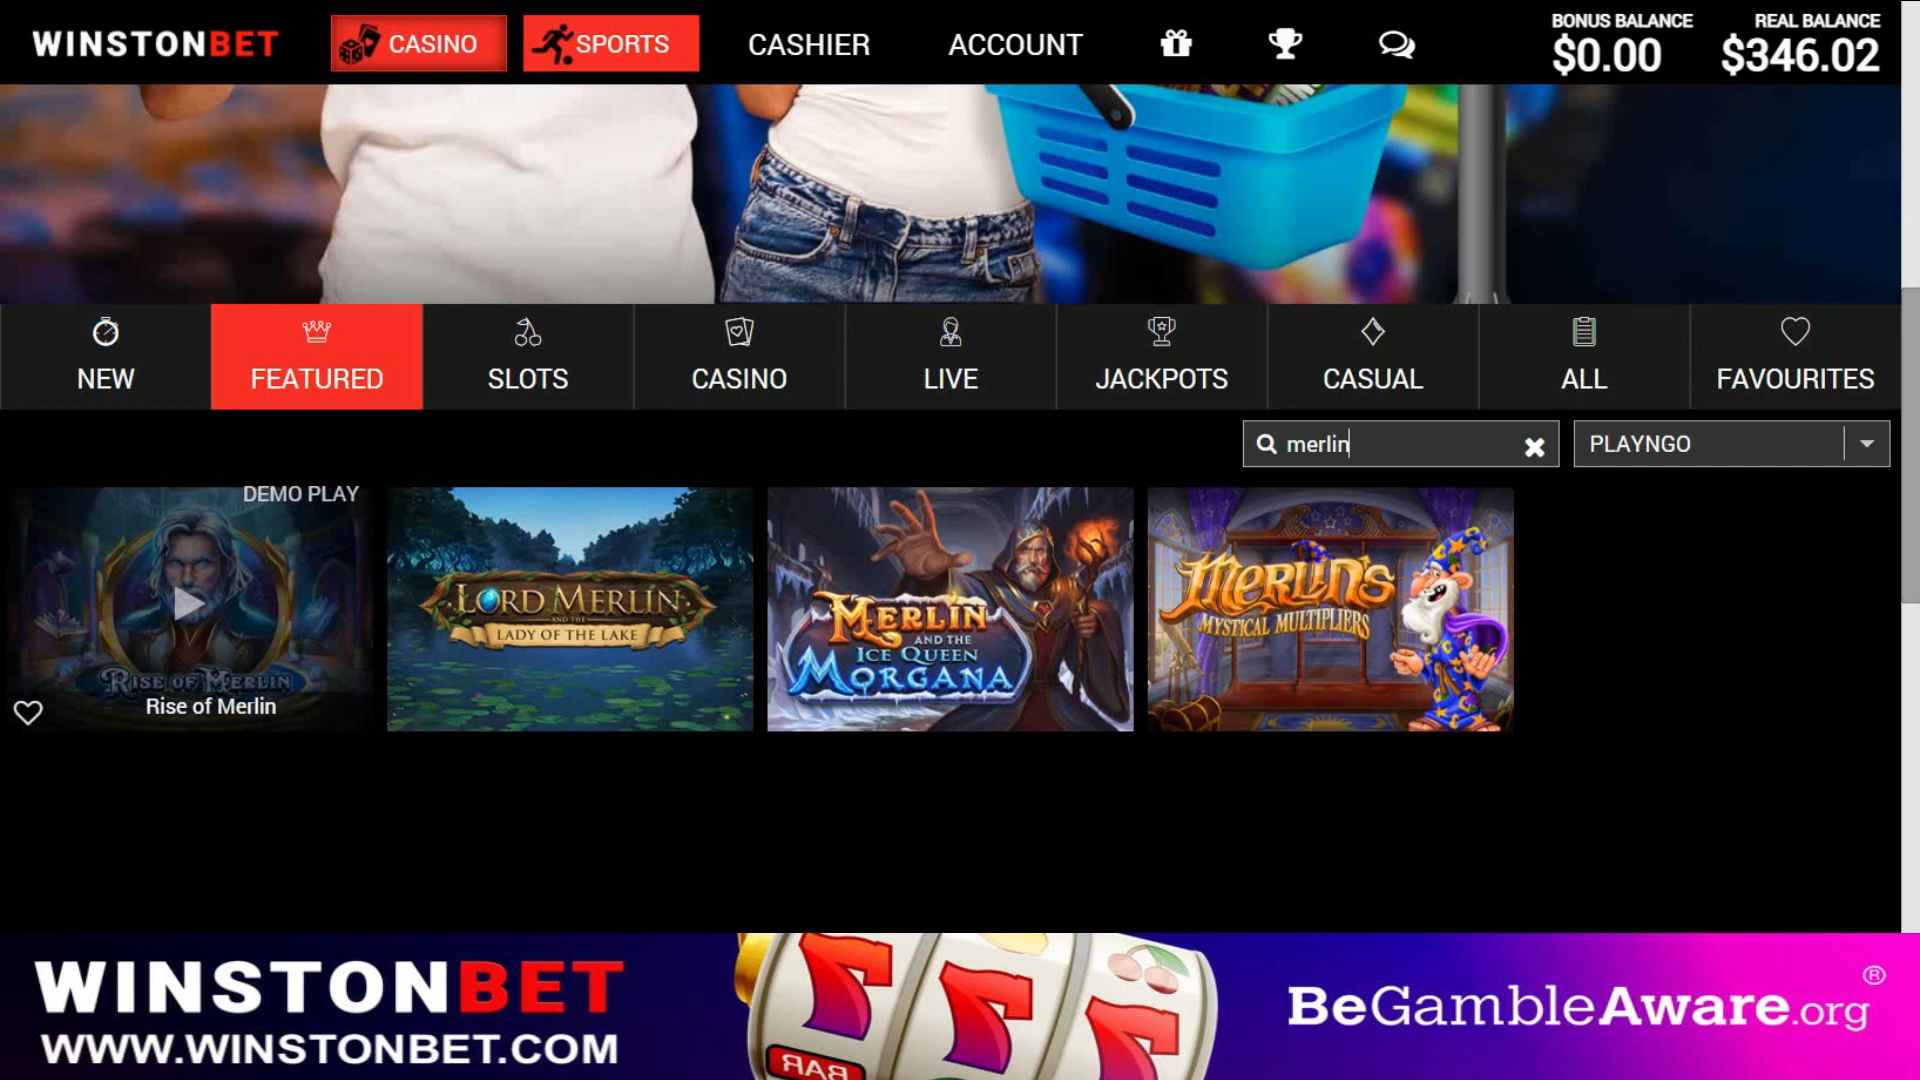 WINSTONBET
CASINO
SPORTS
CASHIER
ACCOUNT
BONUS BALANCE
$0.00
REAL BALANCE
$346.02
NEW
FEATURED
SLOTS
CASINO
LIVE
JACKPOTS
CASUAL
ALL
FAVOURITES
merlin
PLAYNGO
DEMO PLAY
RISE OF MERLIN
Rise of Merlin
LORD MERLIN
AND THE
LADY OF THE LAKE
MERLIN
AND THE
ICE QUEEN
MORGANA
MERLIN'S
MYSTICAL MULTIPLIERS
WINSTONBET
WWW.WINSTONBET.COM
BAR
BeGambleAware.org®